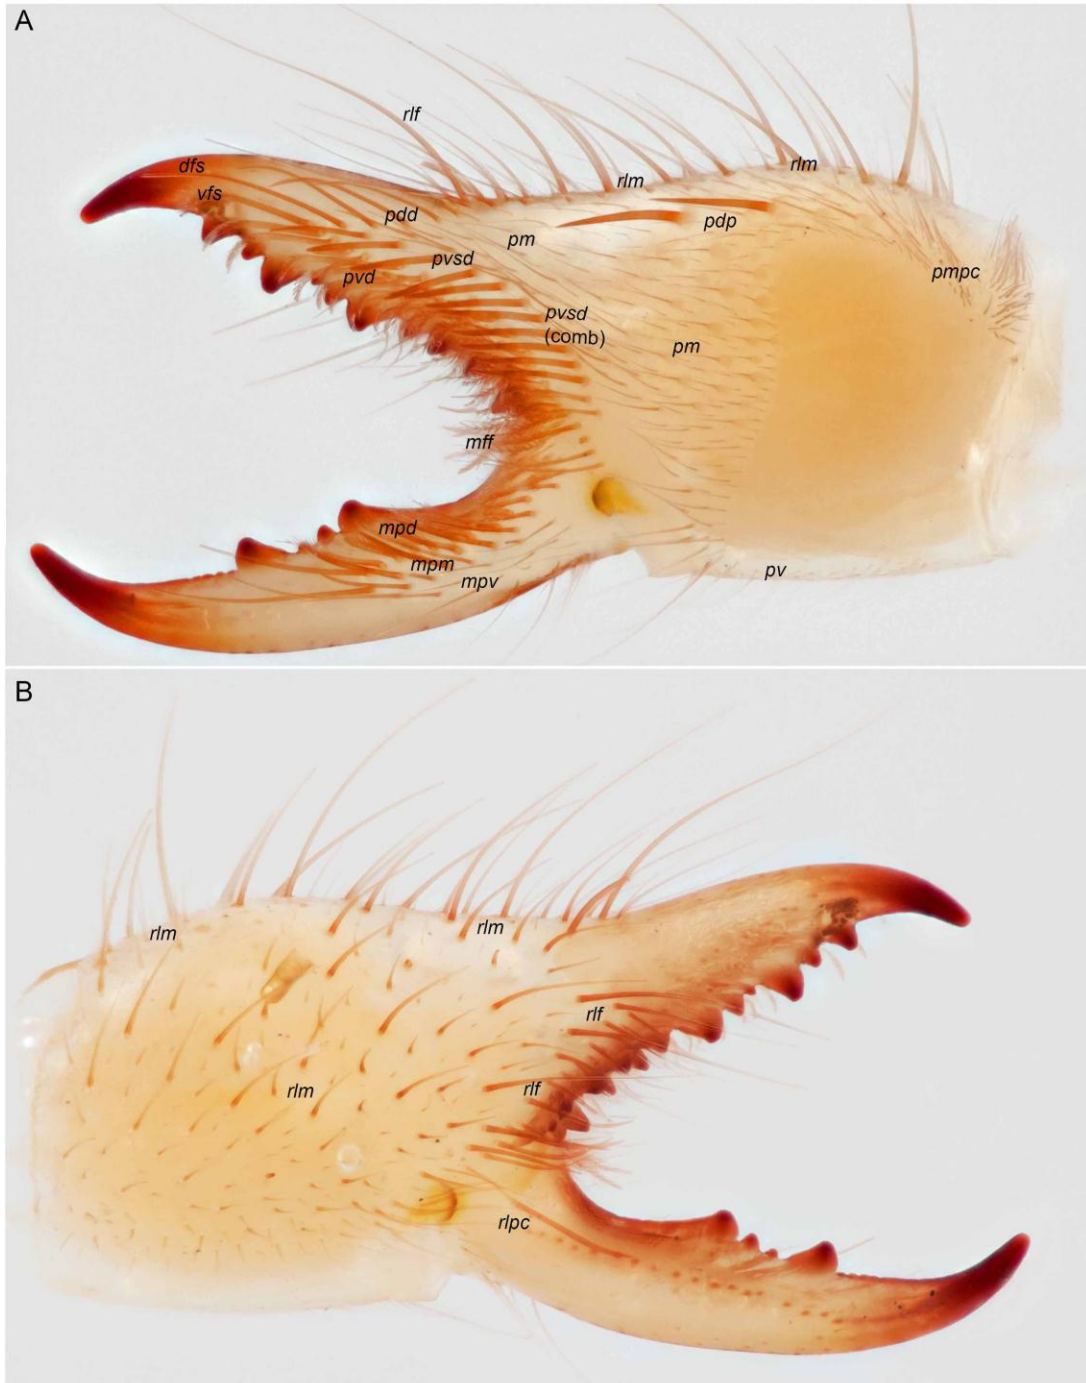 A
rlf
rlm
rlm
dfs
vfs
pdd
pdp
pm
pvsd
pmpc
pvd
pvsd
(comb)
pm
mff
mpd
mpm
mpv
pv
B
rlm
rlm
rlf
rlm
rlf
rlpc